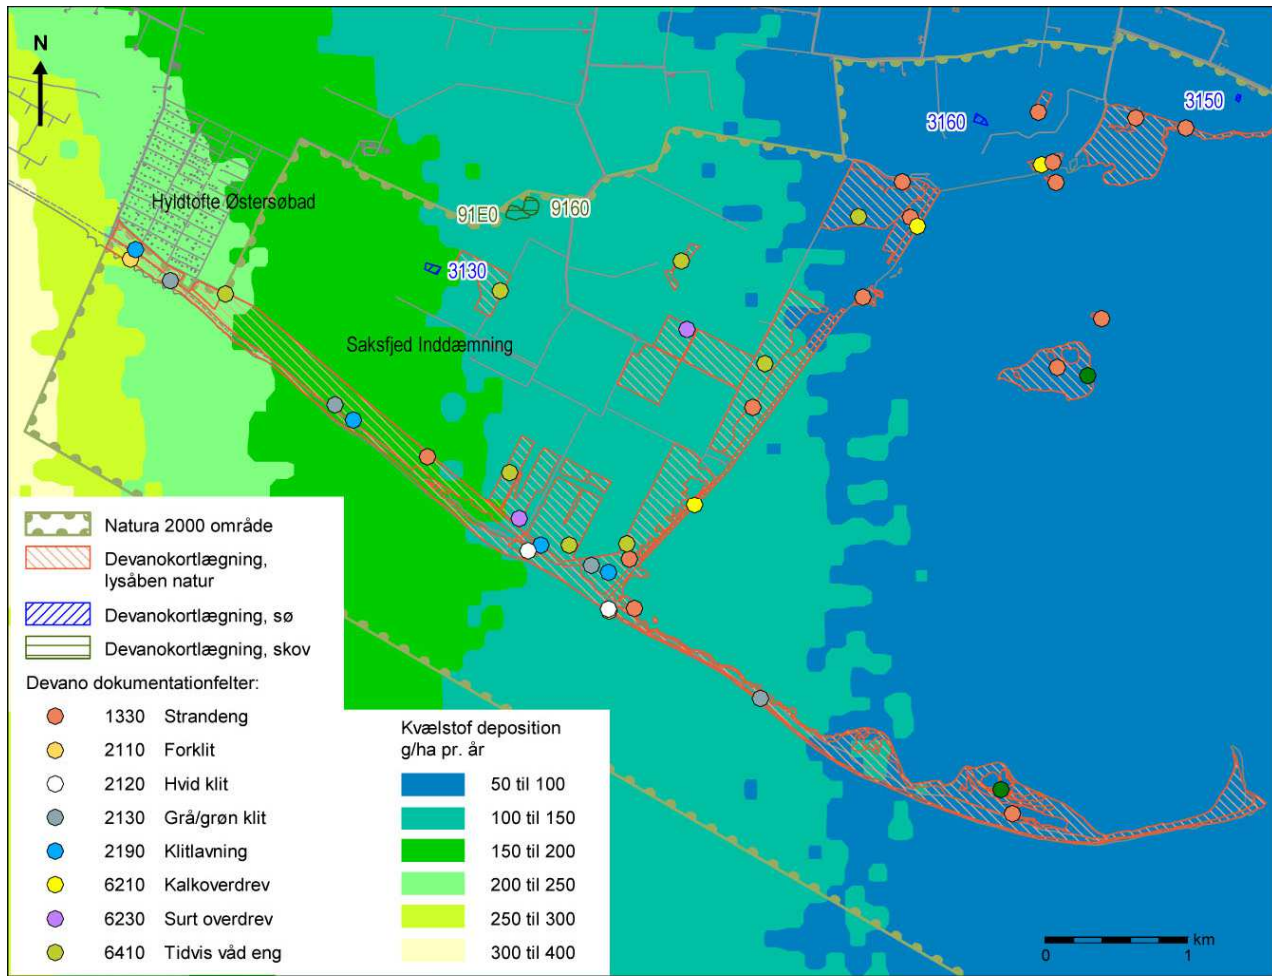 N
3150
3160
Hyldtofte Østersøbad
91E0
9160
3130
Saksfjed Inddæmning
Natura 2000 område
Devanokortlægning,
lysåben natur
Devanokortlægning, sø
Devanokortlægning, skov
Devano dokumentationfelter:
1330 Strandeng
2110 Forklit
2120 Hvid klit
2130 Grå/grøn klit
2190 Klitlavning
6210 Kalkoverdrev
6230 Surt overdrev
6410 Tidvis våd eng
Kvælstof deposition
g/ha pr. år
50 til 100
100 til 150
150 til 200
200 til 250
250 til 300
300 til 400
km
0 1